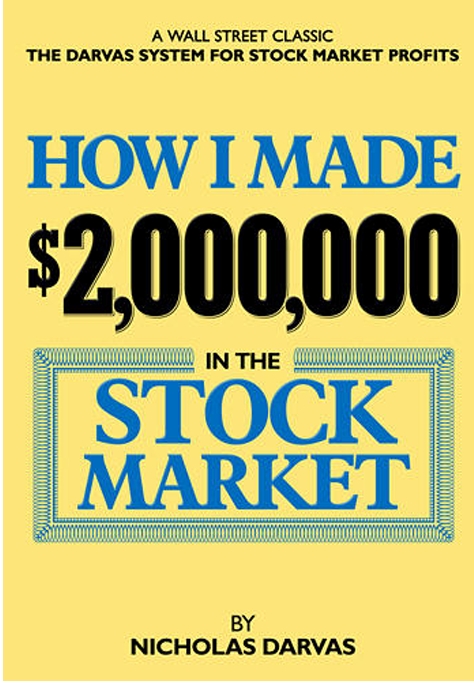 A WALL STREET CLASSIC
THE DARVAS SYSTEM FOR STOCK MARKET PROFITS
HOW I MADE
$2,000,000
IN THE
STOCK
MARKET
BY
NICHOLAS DARVAS